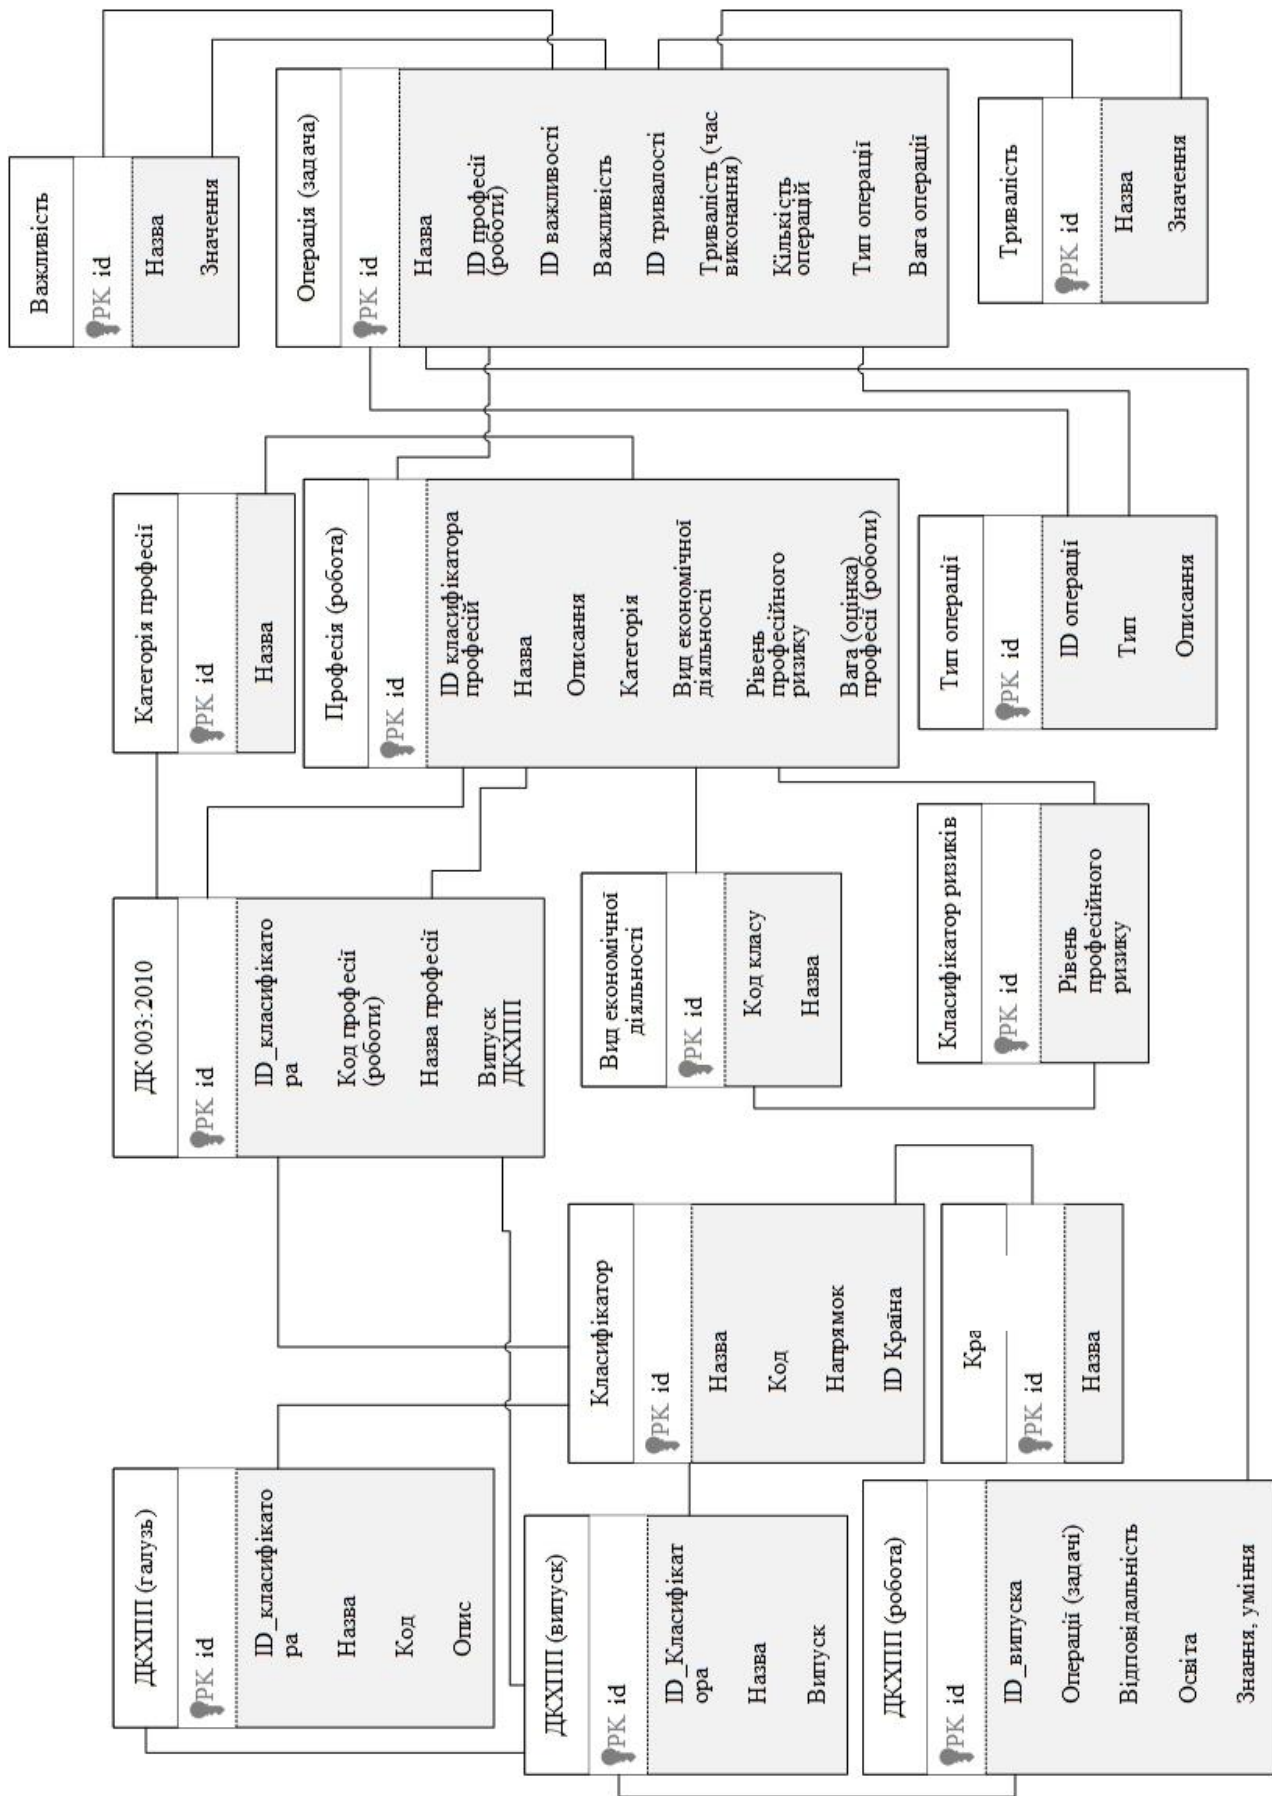 ДКХПП (галузь)
PK id
ID_класифікато
ра
Назва
Код
Опис
ДК 003:2010
PK id
ID_класифікато
ра
Код професії
(роботи)
Назва професії
Випуск
ДКХПП
Категорія професії
PK id
Назва
Важливість
PK id
Назва
Значення
Професія (робота)
PK id
ID класифікатора
професій
Назва
Описання
Категорія
Вид економічної
діяльності
Рівень
професійного
ризику
Вага (оцінка)
професії (роботи)
Операція (задача)
PK id
Назва
ID професії
(роботи)
ID важливості
Важливість
ID тривалості
Тривалість (час
виконання)
Кількість
операцій
Тип операції
Вага операції
ДКХПП (випуск)
PK id
ID_Класифікат
ора
Назва
Випуск
Класифікатор
PK id
Назва
Код
Напрямок
ID Країна
Вид економічної
діяльності
PK id
Код класу
Назва
ДКХПП (робота)
PK id
ID_випуска
Операції (задачі)
Відповідальність
Освіта
Знання, уміння
Кра
PK id
Назва
Класифікатор ризиків
PK id
Рівень
професійного
ризику
Тип операції
PK id
ID операції
Тип
Описання
Тривалість
PK id
Назва
Значення